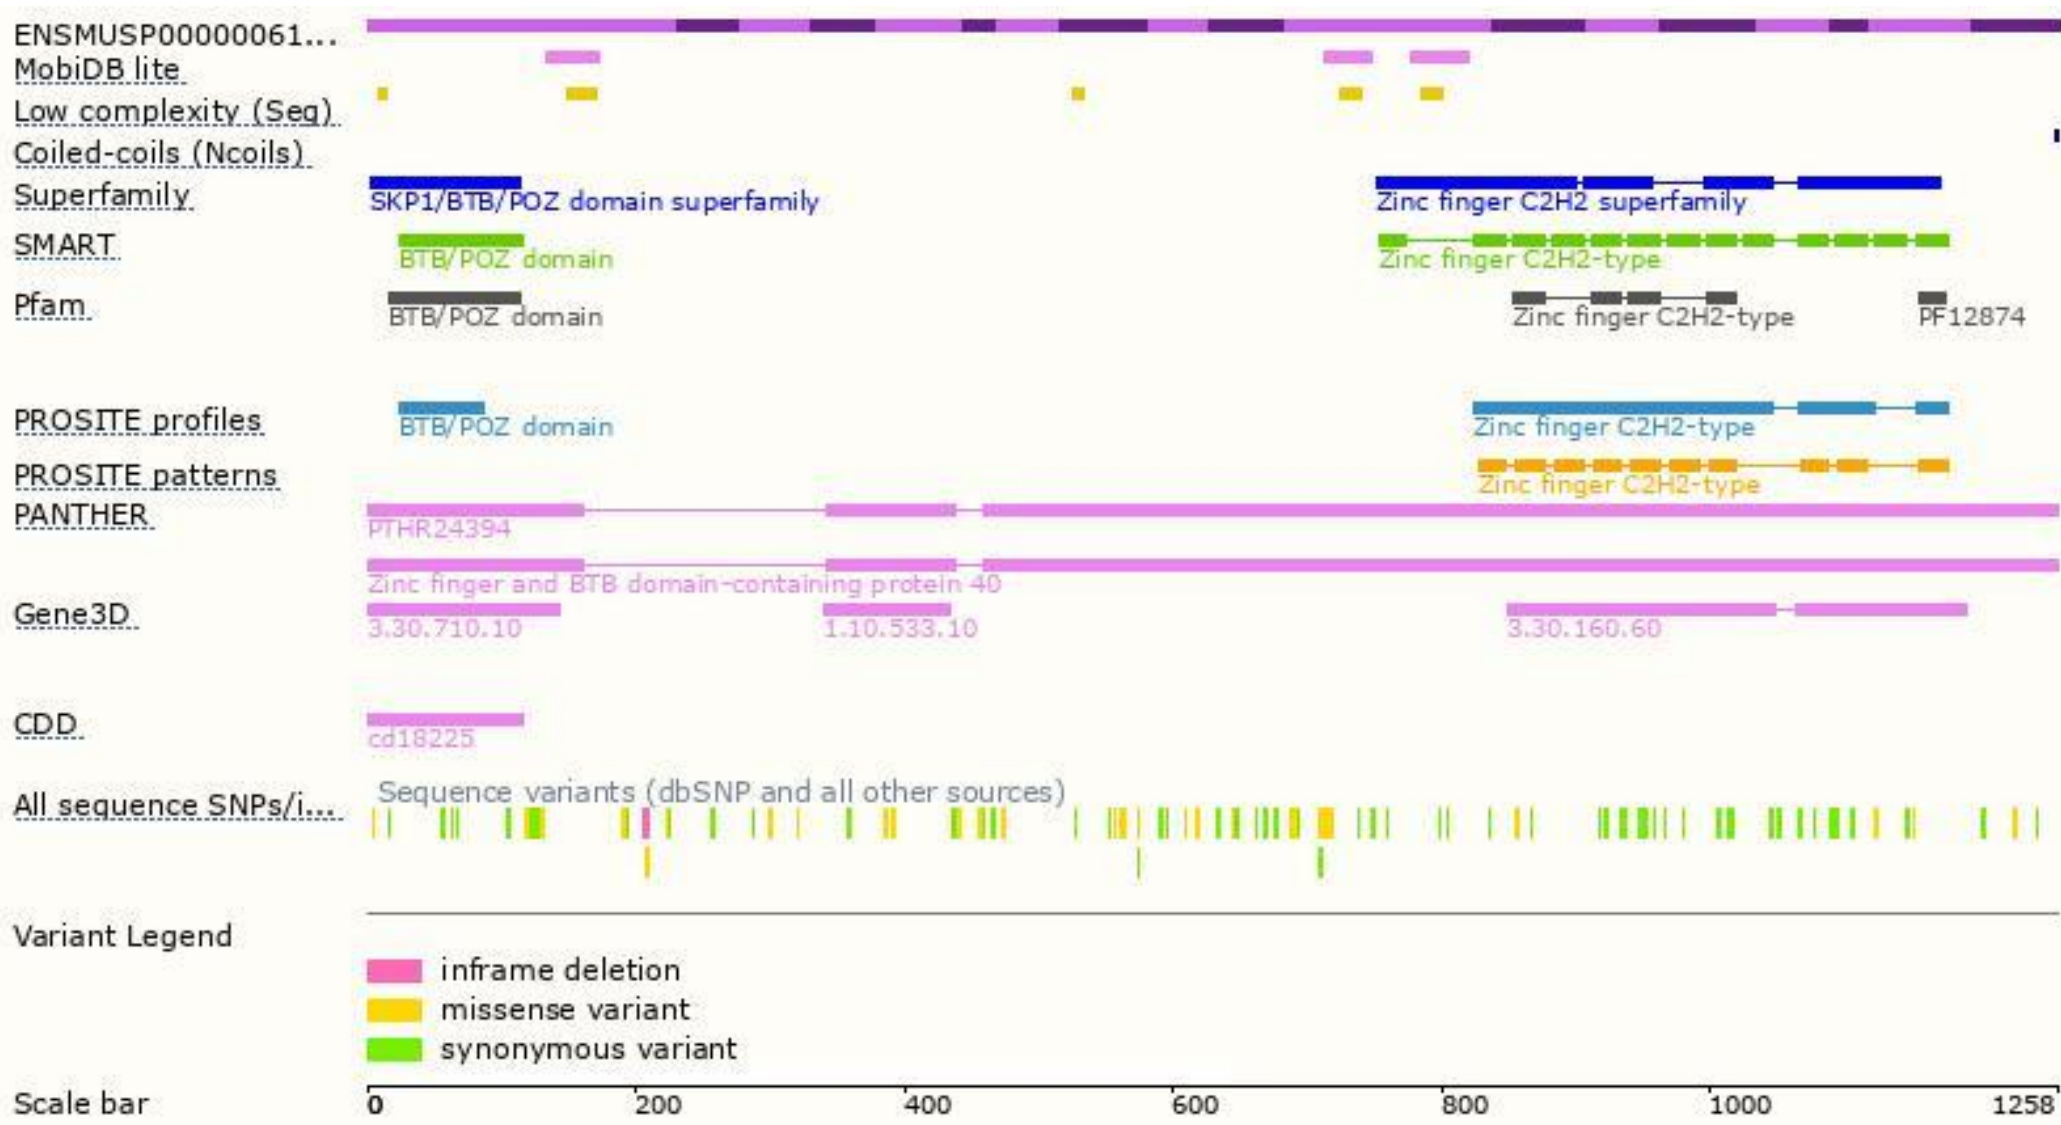 ENSMUSP00000061...
MobiDB lite
Low complexity (Seg)
Coiled-coils (Ncoils)
Superfamily
SKP1/BTB/POZ domain superfamily
Zinc finger C2H2 superfamily
SMART
BTB/POZ domain
Zinc finger C2H2-type
Pfam
BTB/POZ domain
Zinc finger C2H2-type
PF12874
PROSITE profiles
BTB/POZ domain
Zinc finger C2H2-type
PROSITE patterns
Zinc finger C2H2-type
PANTHER
PTHR24394
Zinc finger and BTB domain-containing protein 40
Gene3D
3.30.710.10
1.10.533.10
3.30.160.60
CDD
cd18225
Sequence variants (dbSNP and all other sources)
All sequence SNPs/i...
Variant Legend
inframe deletion
missense variant
synonymous variant
Scale bar
0 200 400 600 800 1000 1258